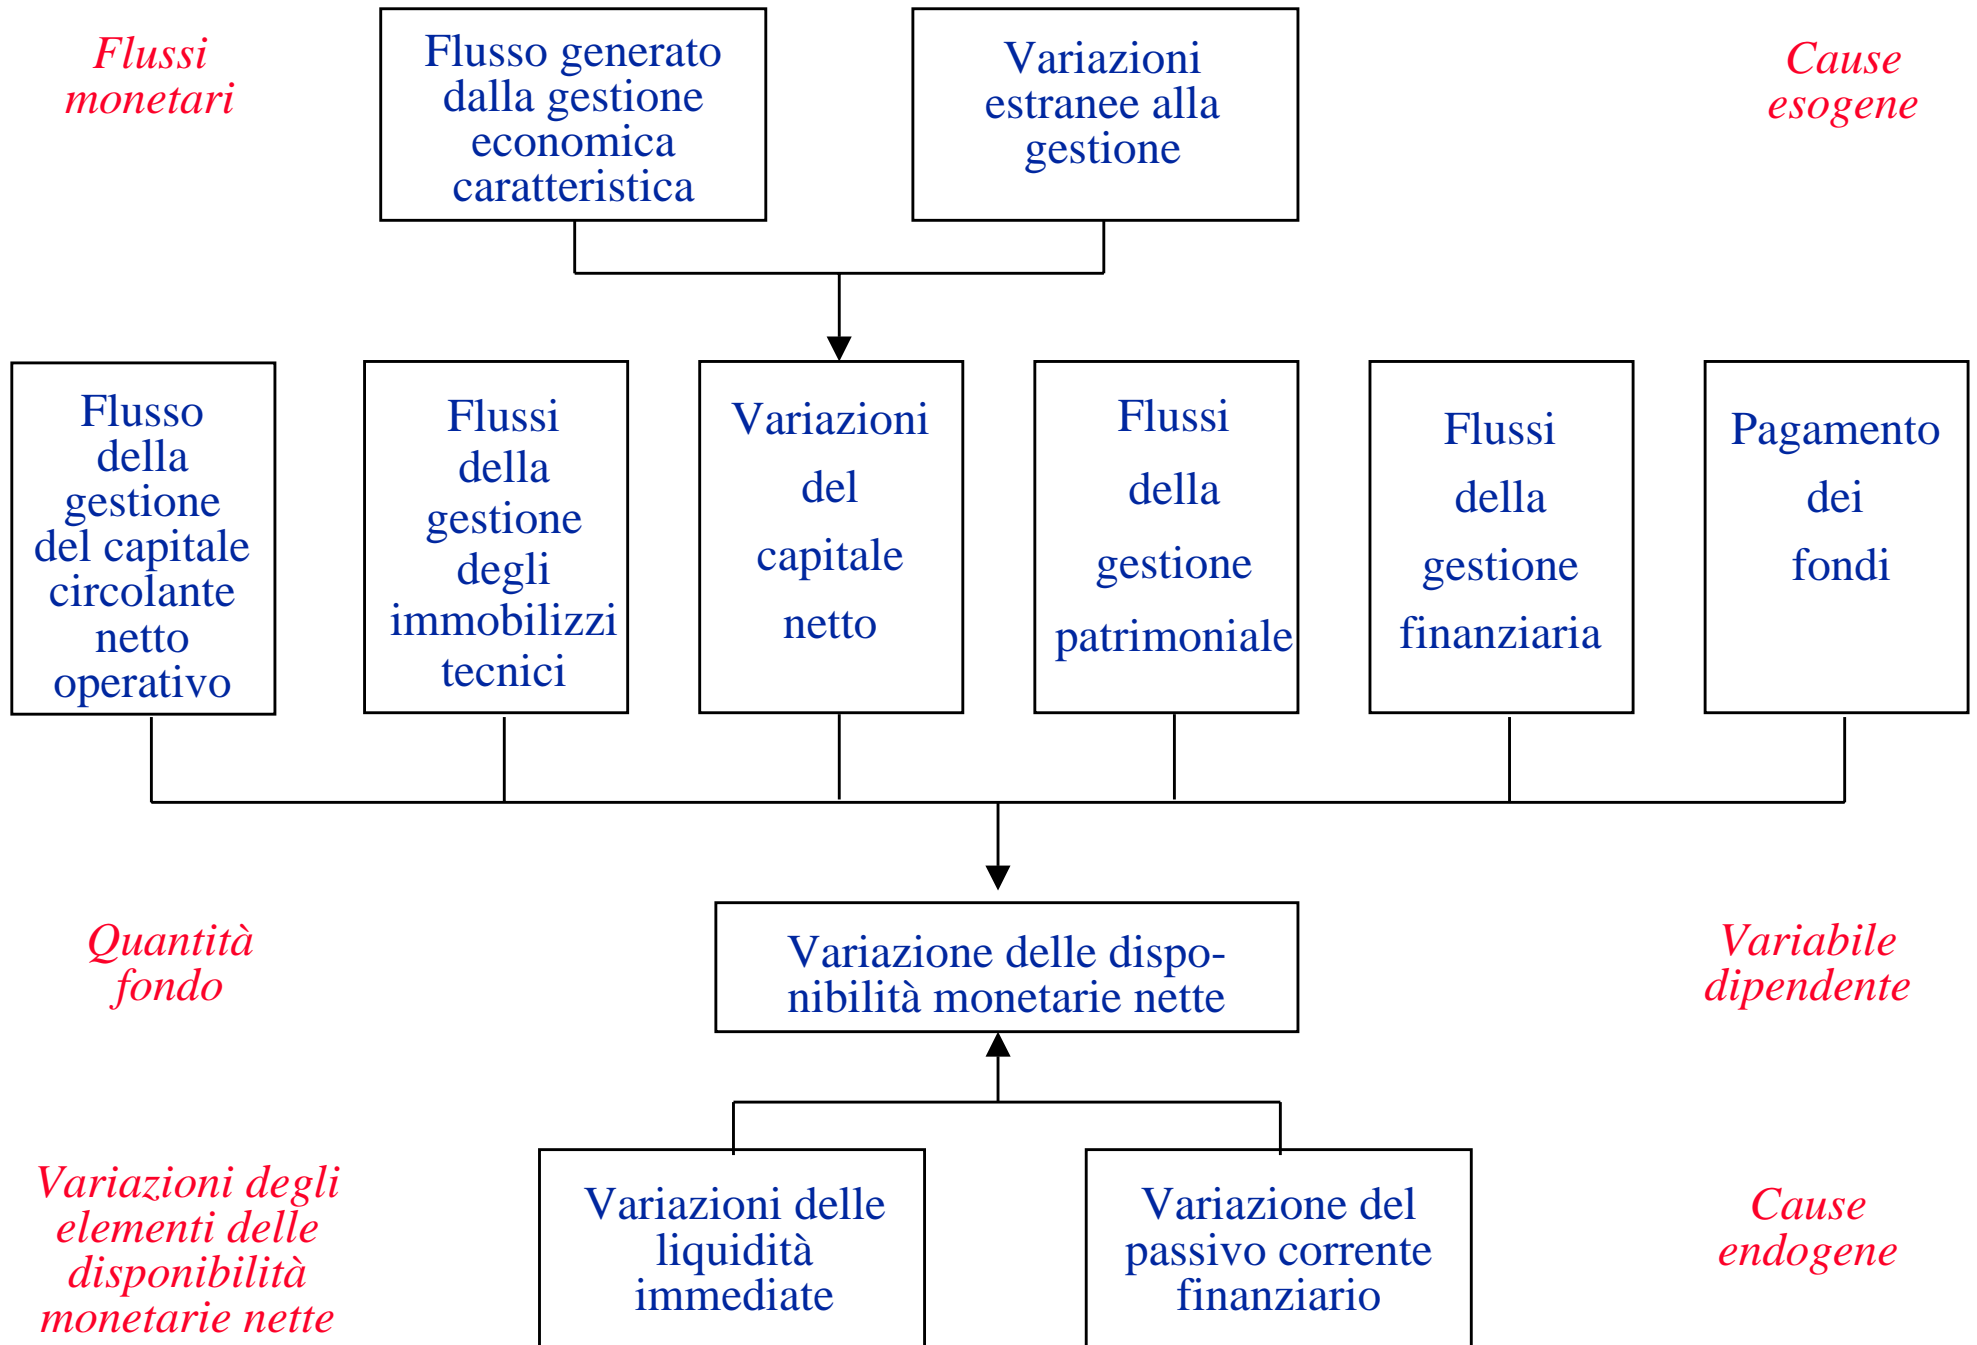 Flussi
monetari
Flusso generato
dalla gestione
economica
caratteristica
Variazioni
estranee alla
gestione
Cause
esogene
Flusso
della
gestione
del capitale
circolante
netto
operativo
Flussi
della
gestione
degli
immobilizzi
tecnici
Variazioni
del
capitale
netto
Flussi
della
gestione
patrimoniale
Flussi
della
gestione
finanziaria
Pagamento
dei
fondi
Quantità
fondo
Variazione delle dispo-
nibilità monetarie nette
Variabile
dipendente
Variazioni degli
elementi delle
disponibilità
monetarie nette
Variazioni delle
liquidità
immediate
Variazione del
passivo corrente
finanziario
Cause
endogene